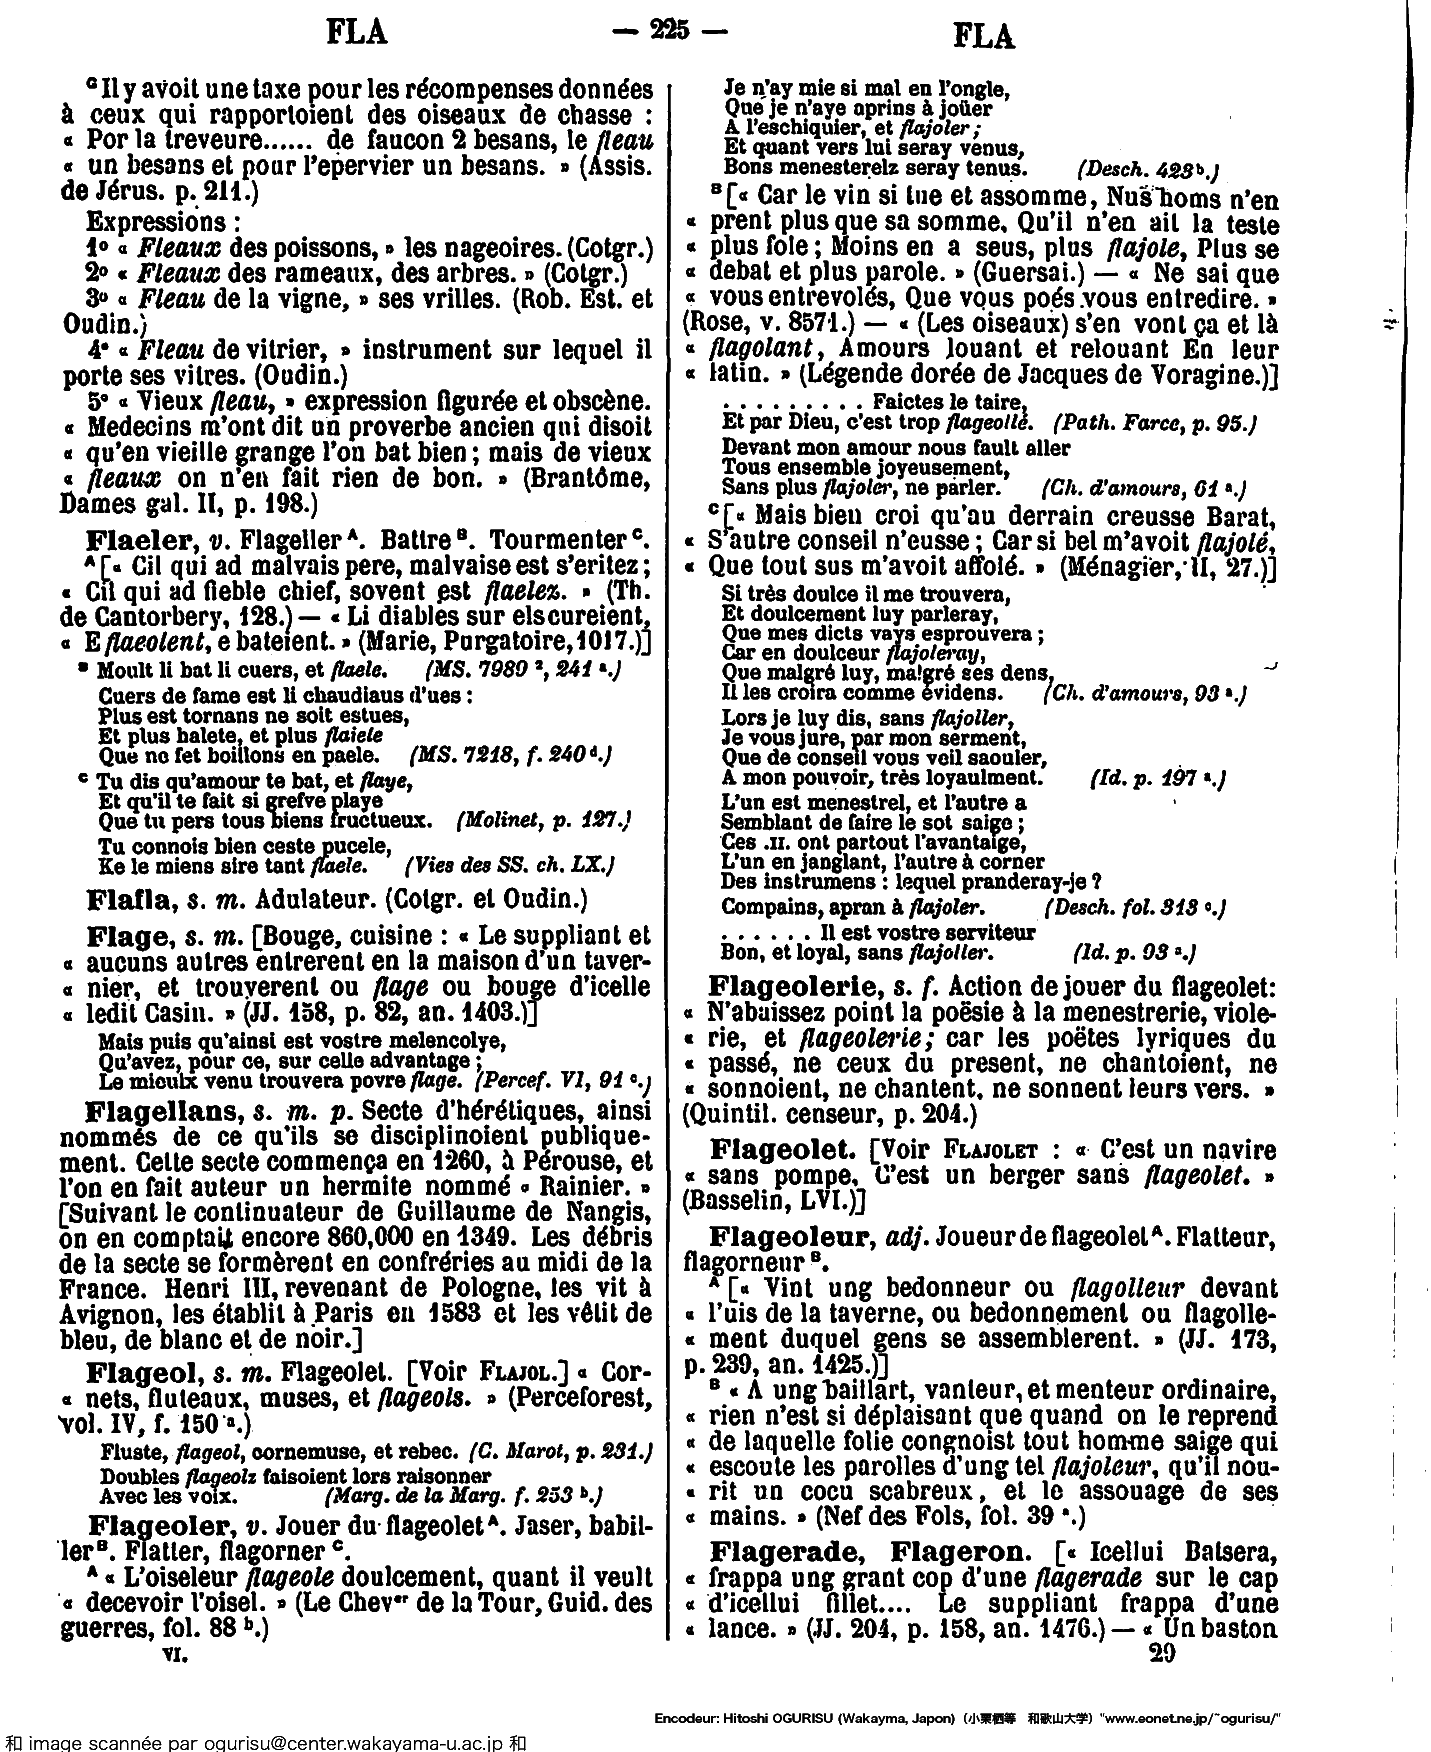 FLA — 225 — FLA
ᴳ Il y avoit une taxe pour les récompenses données
à ceux qui rapportoient des oiseaux de chasse :
« Por la treveure...... de faucon 2 besans, le fleau
« un besans et pour l'epervier un besans. » (Assis.
de Jérus. p. 211.)
Expressions :
1º « Fleaux des poissons, » les nageoires. (Cotgr.)
2º « Fleaux des rameaux, des arbres. » (Cotgr.)
3º « Fleau de la vigne, » ses vrilles. (Rob. Est. et
Oudin.)
4º « Fleau de vitrier, » instrument sur lequel il
porte ses vitres. (Oudin.)
5º « Vieux fleau, » expression figurée et obscène.
« Medecins m'ont dit un proverbe ancien qui disoit
« qu'en vieille grange l'on bat bien ; mais de vieux
« fleaux on n'en fait rien de bon. » (Brantôme,
Dames gal. II, p. 198.)
Flaeler, v. Flageller ᴬ. Battre ᴮ. Tourmenter ᶜ.
ᴬ [« Cil qui ad malvais pere, malvaise est s'eritez ;
« Cil qui ad fieble chief, sovent est flaelez. » (Th.
de Cantorbery, 128.) — « Li diables sur els cureient,
« E flaeolent, e bateient. » (Marie, Purgatoire, 1017.)]
ᴮ Moult li bat li cuers, et flaele. (MS. 7989 ², 241 ᵃ.)
Cuers de fame est li chaudiaus d'ues :
Plus est tornans ne soit estues,
Et plus halete, et plus flaiele
Que no fet boillons en paele. (MS. 7218, f. 240 ᵈ.)
ᶜ Tu dis qu'amour te bat, et flaye,
Et qu'il te fait si grefve playe
Que tu pers tous biens fructueux. (Molinet, p. 127.)
Tu connois bien ceste pucele,
Ke le miens sire tant flaele. (Vies des SS. ch. LX.)
Flafla, s. m. Adulateur. (Cotgr. et Oudin.)
Flage, s. m. [Bouge, cuisine : « Le suppliant et
« aucuns autres entrerent en la maison d'un taver-
« nier, et trouverent ou flage ou bouge d'icelle
« ledit Casin. » (JJ. 158, p. 82, an. 1403.)]
Mais puis qu'ainsi est vostre melencolye,
Qu'avez, pour ce, sur celle advantage ;
Le mieulx venu trouvera povre flage. (Percef. VI, 91 ᶜ.)
Flagellans, s. m. p. Secte d'hérétiques, ainsi
nommés de ce qu'ils se disciplinoient publique-
ment. Cette secte commença en 1260, à Pérouse, et
l'on en fait auteur un hermite nommé « Rainier. »
[Suivant le continuateur de Guillaume de Nangis,
on en comptait encore 860,000 en 1349. Les débris
de la secte se formèrent en confréries au midi de la
France. Henri III, revenant de Pologne, les vit à
Avignon, les établit à Paris en 1583 et les vêtit de
bleu, de blanc et de noir.]
Flageol, s. m. Flageolet. [Voir FLAJOL.] « Cor-
« nets, fluteaux, muses, et flageols. » (Perceforest,
vol. IV, f. 150 ᵃ.)
Fluste, flageol, cornemuse, et rebec. (C. Marot, p. 231.)
Doubles flageolz faisoient lors raisonner
Avec les voix. (Marg. de la Marg. f. 253 ᵇ.)
Flageoler, v. Jouer du flageolet ᴬ. Jaser, babil-
ler ᴮ. Flatter, flagorner ᶜ.
ᴬ « L'oiseleur flageole doulcement, quant il veult
« decevoir l'oisel. » (Le Chevᵉʳ de la Tour, Guid. des
guerres, fol. 88 ᵇ.)
VI.
Je n'ay mie si mal en l'ongle,
Que je n'aye aprins à joüer
A l'eschiquier, et flajoler ;
Et quant vers lui seray venus,
Bons menesterelz seray tenus. (Desch. 423 ᵇ.)
ᴮ [« Car le vin si tue et assomme, Nus homs n'en
« prent plus que sa somme, Qu'il n'en ait la teste
« plus fole ; Moins en a seus, plus flajole, Plus se
« debat et plus parole. » (Guersai.) — « Ne sai que
« vous entrevolés, Que vous poés vous entredire. »
(Rose, v. 8571.) — « (Les oiseaux) s'en vont ça et là
« flagolant, Amours louant et relouant En leur
« latin. » (Légende dorée de Jacques de Voragine.)]
. . . . . . . . . . Faictes le taire,
Et par Dieu, c'est trop flageollé. (Path. Farce, p. 95.)
Devant mon amour nous fault aller
Tous ensemble joyeusement,
Sans plus flajoler, ne parler. (Ch. d'amours, 61 ᵃ.)
ᶜ [« Mais bien croi qu'au derrain creusse Barat,
« S'autre conseil n'eusse ; Car si bel m'avoit flajolé,
« Que tout sus m'avoit affolé. » (Ménagier, II, 27.)]
Si très doulce il me trouvera,
Et doulcement luy parleray,
Que mes dicts vays esprouvera ;
Car en doulceur flajoleray,
Que malgré luy, malgré ses dens,
Il les croira comme évidens. (Ch. d'amours, 93 ᵃ.)
Lors je luy dis, sans flajoller,
Je vous jure, par mon serment,
Que de conseil vous veil saouler,
A mon pouvoir, très loyaulment. (Id. p. 197 ᵃ.)
L'un est menestrel, et l'autre a
Semblant de faire le sot saige ;
Ces .II. ont partout l'avantaige,
L'un en janglant, l'autre à corner
Des instrumens : lequel pranderay-je ?
Compains, apran à flajoler. (Desch. fol. 313 ᶜ.)
. . . . . . Il est vostre serviteur
Bon, et loyal, sans flajoller. (Id. p. 93 ᵃ.)
Flageolerie, s. f. Action de jouer du flageolet :
« N'abaissez point la poësie à la menestrerie, viole-
« rie, et flageolerie ; car les poëtes lyriques du
« passé, ne ceux du present, ne chantoient, ne
« sonnoient, ne chantent, ne sonnent leurs vers. »
(Quintil. censeur, p. 204.)
Flageolet. [Voir FLAJOLET : « C'est un navire
« sans pompe, C'est un berger sans flageolet. »
(Basselin, LVI.)]
Flageoleur, adj. Joueur de flageolet ᴬ. Flatteur,
flagorneur ᴮ.
ᴬ [« Vint ung bedonneur ou flagolleur devant
« l'uis de la taverne, ou bedonnement ou flagolle-
« ment duquel gens se assemblerent. » (JJ. 173,
p. 239, an. 1425.)]
ᴮ « A ung baillart, vanteur, et menteur ordinaire,
« rien n'est si déplaisant que quand on le reprend
« de laquelle folie congnoist tout homme saige qui
« escoute les parolles d'ung tel flajoleur, qu'il nou-
« rit un cocu scabreux, et le assouage de ses
« mains. » (Nef des Fols, fol. 39 ᵃ.)
Flagerade, Flageron. [« Icellui Batsera,
« frappa ung grant cop d'une flagerade sur le cap
« d'icellui fillet.... Le suppliant frappa d'une
« lance. » (JJ. 204, p. 158, an. 1476.) — « Un baston
29
Encodeur: Hitoshi OGURISU (Wakayma, Japon) (小栗栖等 和歌山大学) "www.eonet.ne.jp/~ogurisu/"
和 image scannée par ogurisu@center.wakayama-u.ac.jp 和